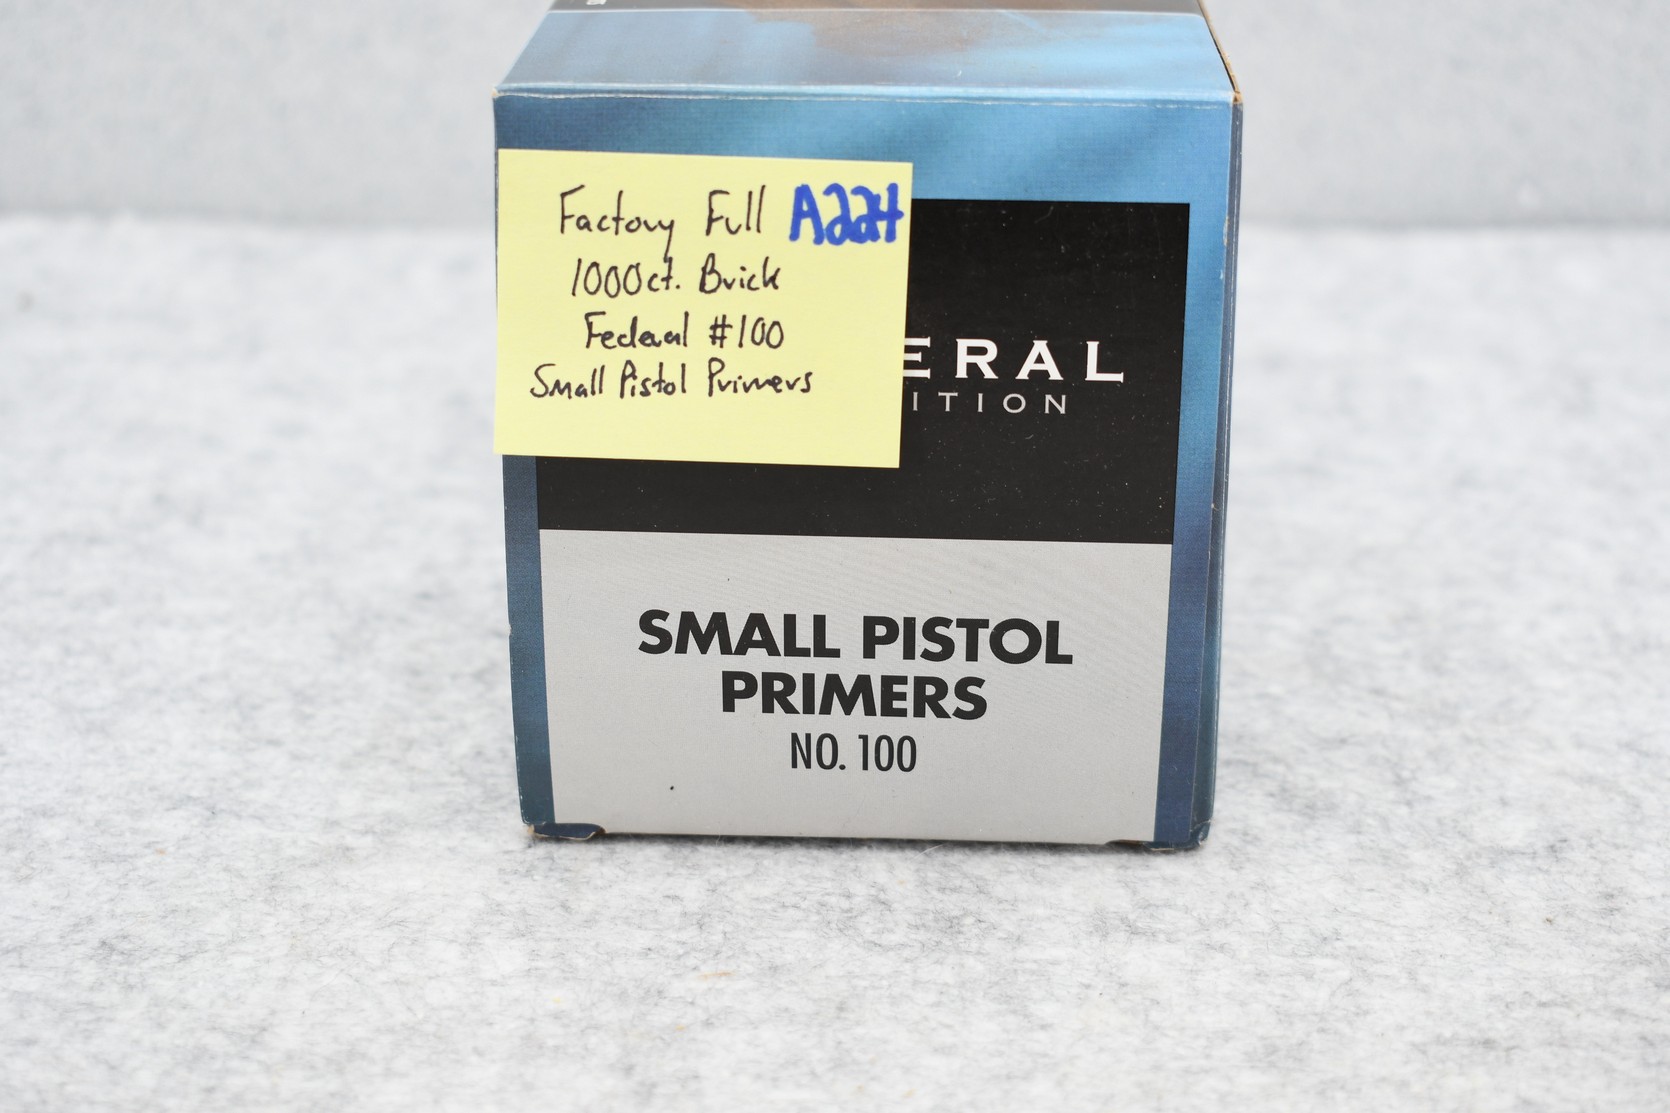 Factory Full A224
1000ct. Brick
Federal #100
Small Pistol Primers
ERAL
ITION
SMALL PISTOL
PRIMERS
NO. 100